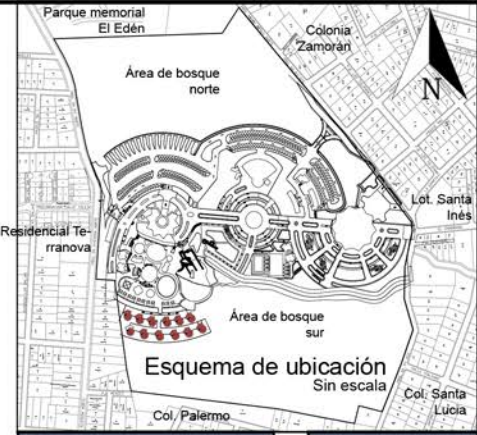 Parque memorial
El Edén
Colonia
Zamorán
Área de bosque
norte
N
Lot. Santa
Inés
Residencial Te-
rranova
Área de bosque
sur
Esquema de ubicación
Sin escala
Col. Santa
Lucia
Col. Palermo